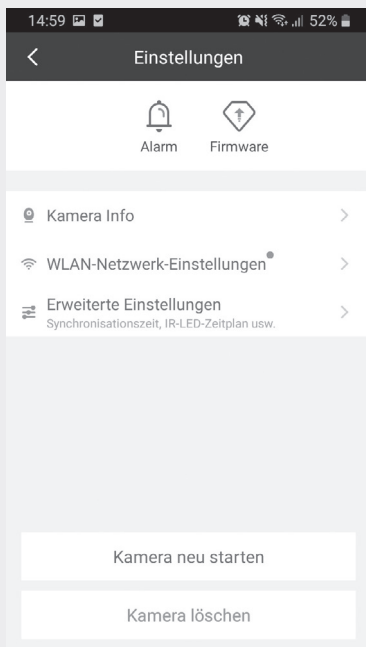 14:59 52%
Einstellungen
Alarm Firmware
Kamera Info
WLAN-Netzwerk-Einstellungen
Erweiterte Einstellungen
Synchronisationszeit, IR-LED-Zeitplan usw.
Kamera neu starten
Kamera löschen